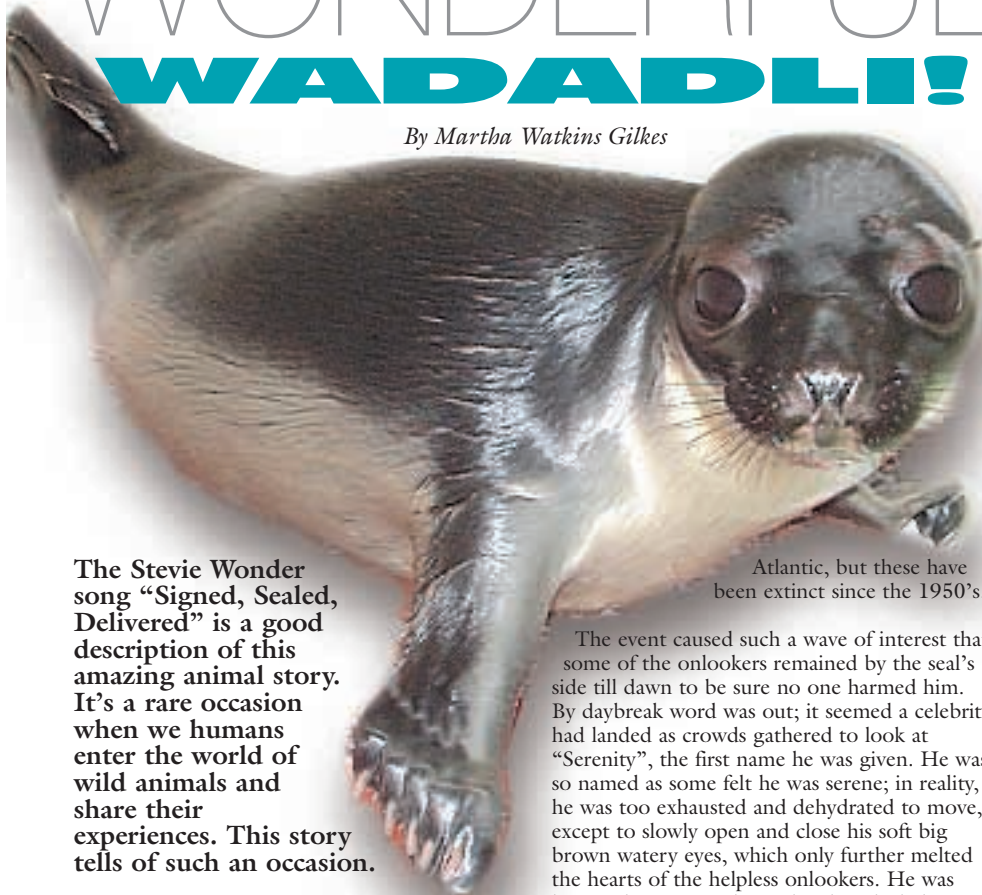 WONDERFUL
WADADLI!
By Martha Watkins Gilkes
The Stevie Wonder
song “Signed, Sealed,
Delivered” is a good
description of this
amazing animal story.
It’s a rare occasion
when we humans
enter the world of
wild animals and
share their
experiences. This story
tells of such an occasion.
Atlantic, but these have
been extinct since the 1950’s
The event caused such a wave of interest tha
some of the onlookers remained by the seal’s
side till dawn to be sure no one harmed him.
By daybreak word was out; it seemed a celebrit
had landed as crowds gathered to look at
“Serenity”, the first name he was given. He was
so named as some felt he was serene; in reality,
he was too exhausted and dehydrated to move,
except to slowly open and close his soft big
brown watery eyes, which only further melted
the hearts of the helpless onlookers. He was